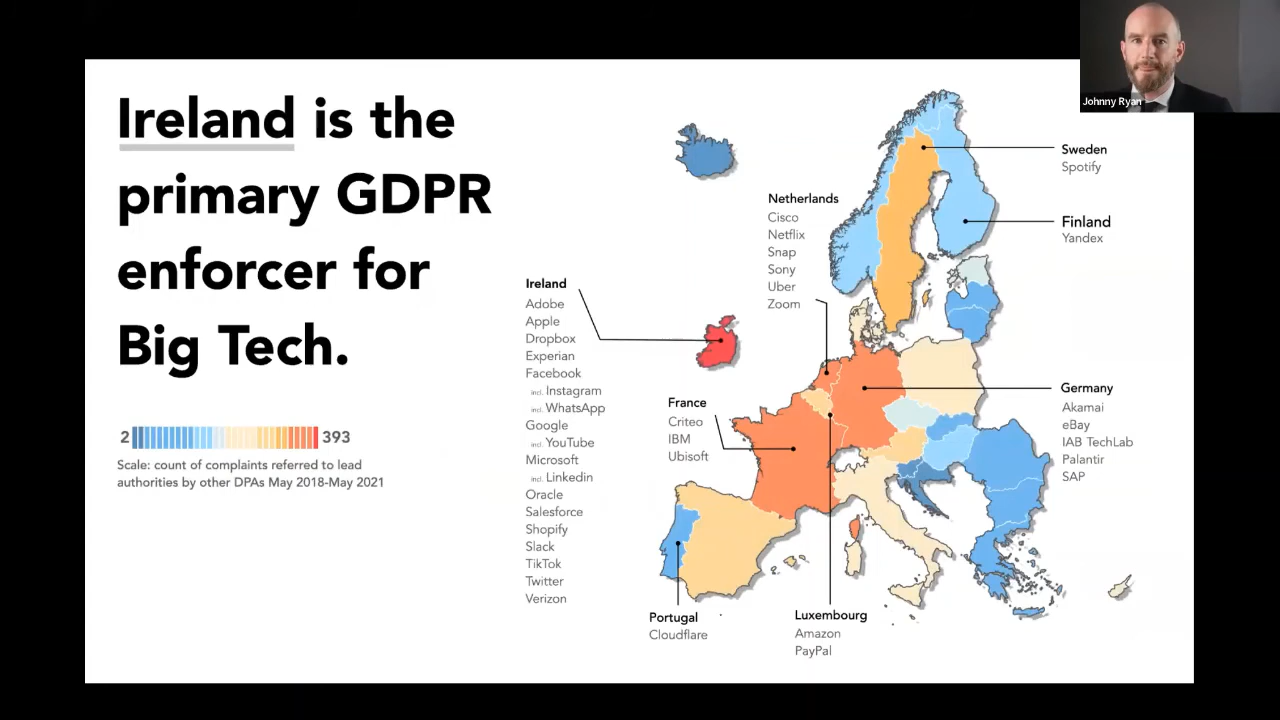 Johnny Ryan
Ireland is the
primary GDPR
enforcer for
Big Tech.
2 393
Scale: count of complaints referred to lead
authorities by other DPAs May 2018-May 2021
Ireland
Adobe
Apple
Dropbox
Experian
Facebook
incl. Instagram
incl. WhatsApp
Google
incl. YouTube
Microsoft
incl. Linkedin
Oracle
Salesforce
Shopify
Slack
TikTok
Twitter
Verizon
France
Criteo
IBM
Ubisoft
Netherlands
Cisco
Netflix
Snap
Sony
Uber
Zoom
Portugal
Cloudflare
Luxembourg
Amazon
PayPal
Sweden
Spotify
Finland
Yandex
Germany
Akamai
eBay
IAB TechLab
Palantir
SAP